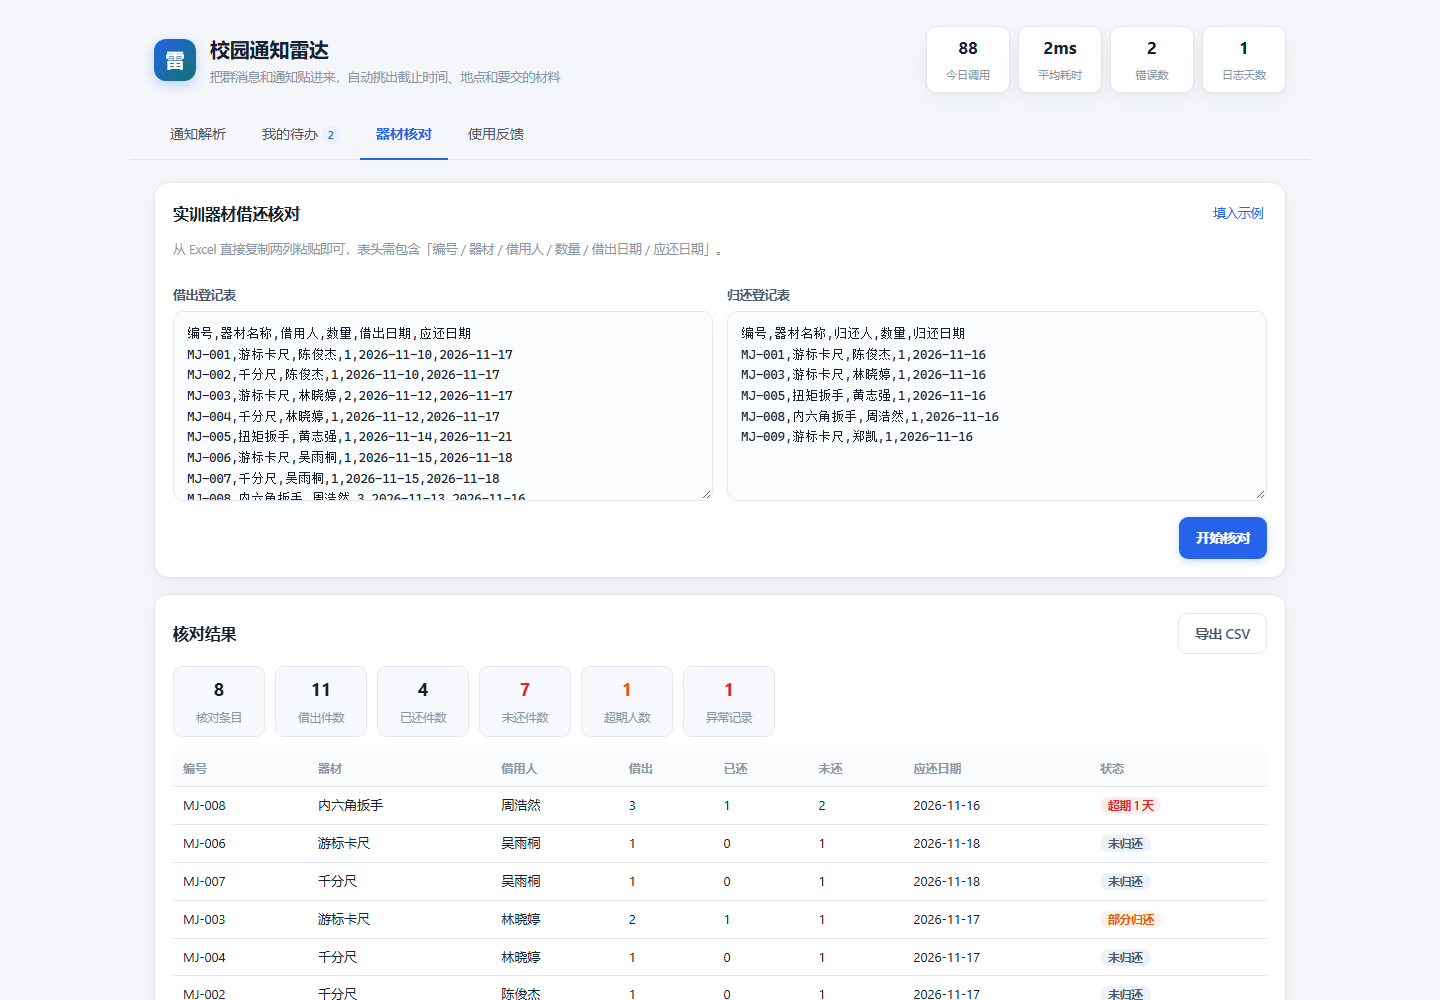 雷
校园通知雷达
把群消息和通知贴进来，自动挑出截止时间、地点和要交的材料
88
今日调用
2ms
平均耗时
2
错误数
1
日志天数
通知解析
我的待办 2
器材核对
使用反馈
实训器材借还核对
填入示例
从 Excel 直接复制两列粘贴即可，表头需包含「编号 / 器材 / 借用人 / 数量 / 借出日期 / 应还日期」。
借出登记表
编号,器材名称,借用人,数量,借出日期,应还日期
MJ-001,游标卡尺,陈俊杰,1,2026-11-10,2026-11-17
MJ-002,千分尺,陈俊杰,1,2026-11-10,2026-11-17
MJ-003,游标卡尺,林晓婷,2,2026-11-12,2026-11-17
MJ-004,千分尺,林晓婷,1,2026-11-12,2026-11-17
MJ-005,扭矩扳手,黄志强,1,2026-11-14,2026-11-21
MJ-006,游标卡尺,吴雨桐,1,2026-11-15,2026-11-18
MJ-007,千分尺,吴雨桐,1,2026-11-15,2026-11-18
MJ-008,内六角扳手,周浩然,3,2026-11-13,2026-11-16
归还登记表
编号,器材名称,归还人,数量,归还日期
MJ-001,游标卡尺,陈俊杰,1,2026-11-16
MJ-003,游标卡尺,林晓婷,1,2026-11-16
MJ-005,扭矩扳手,黄志强,1,2026-11-16
MJ-008,内六角扳手,周浩然,1,2026-11-16
MJ-009,游标卡尺,郑凯,1,2026-11-16
开始核对
核对结果
导出 CSV
8
核对条目
11
借出件数
4
已还件数
7
未还件数
1
超期人数
1
异常记录
编号 器材 借用人 借出 已还 未还 应还日期 状态
MJ-008 内六角扳手 周浩然 3 1 2 2026-11-16 超期 1 天
MJ-006 游标卡尺 吴雨桐 1 0 1 2026-11-18 未归还
MJ-007 千分尺 吴雨桐 1 0 1 2026-11-18 未归还
MJ-003 游标卡尺 林晓婷 2 1 1 2026-11-17 部分归还
MJ-004 千分尺 林晓婷 1 0 1 2026-11-17 未归还
MJ-002 千分尺 陈俊杰 1 0 1 2026-11-17 未归还